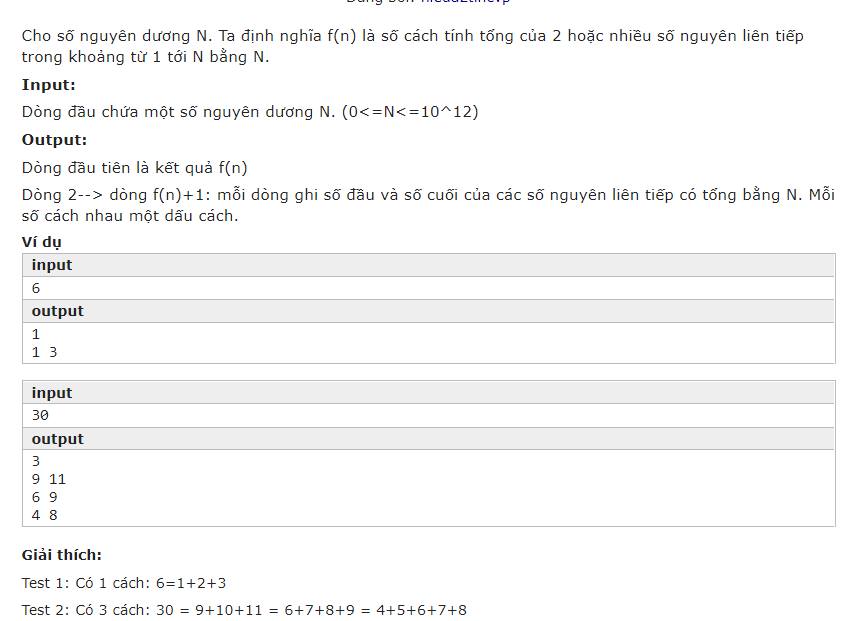 Cho số nguyên dương N. Ta định nghĩa f(n) là số cách tính tổng của 2 hoặc nhiều số nguyên liên tiếp
trong khoảng từ 1 tới N bằng N.
Input:
Dòng đầu chứa một số nguyên dương N. (0<=N<=10^12)
Output:
Dòng đầu tiên là kết quả f(n)
Dòng 2--> dòng f(n)+1: mỗi dòng ghi số đầu và số cuối của các số nguyên liên tiếp có tổng bằng N. Mỗi
số cách nhau một dấu cách.
Ví dụ
input
6
output
1
1 3
input
30
output
3
9 11
6 9
4 8
Giải thích:
Test 1: Có 1 cách: 6=1+2+3
Test 2: Có 3 cách: 30 = 9+10+11 = 6+7+8+9 = 4+5+6+7+8